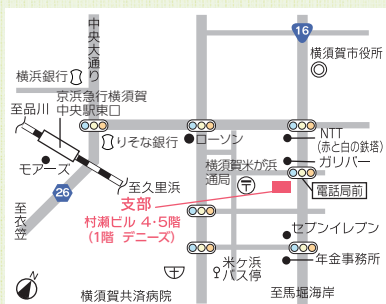 中央大通り
16
横須賀市役所
横浜銀行
京浜急行横須賀
中央駅東口
至品川
りそな銀行
ローソン
NTT
(赤と白の鉄塔)
ガリバー
モアーズ
横須賀米が浜
通局
電話局前
26
至久里浜
至衣笠
支部
村瀬ビル 4・5階
(1階 デニーズ)
セブンイレブン
年金事務所
米ヶ浜
バス停
横須賀共済病院
至馬堀海岸